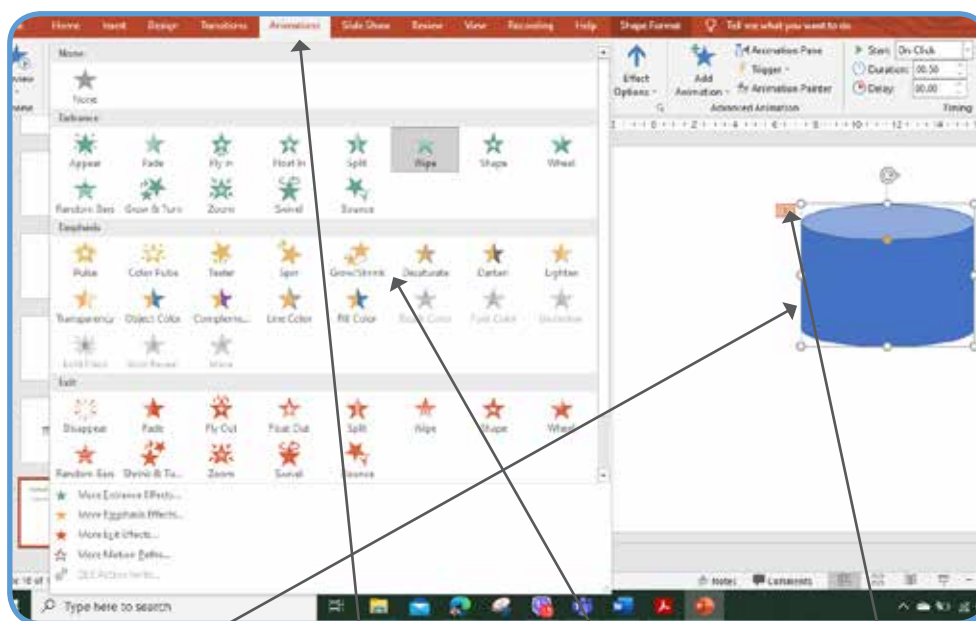 Home Insert Design Transitions Animations Slide Show Review View Recording Help Shape Format Tell me what you want to do
None
None
Entrance
Appear Fade Fly In Float In Split Wipe Shape Wheel
Random Bars Grow & Turn Zoom Swivel Bounce
Emphasis
Pulse Color Pulse Teeter Spin Grow/Shrink Desaturate Darken Lighten
Transparency Object Color Compleme... Line Color Fill Color
Exit
Disappear Fade Fly Out Float Out Split Wipe Shape Wheel
Random Bars Shrink & Tu... Zoom Swivel Bounce
More Entrance Effects...
More Emphasis Effects...
More Exit Effects...
More Motion Paths...
Effect Options
Add Animation
Animation Pane
Trigger
Animation Painter
Advanced Animation
Start: On Click
Duration: 00.50
Delay: 00.00
Timing
Notes Comments
Type here to search